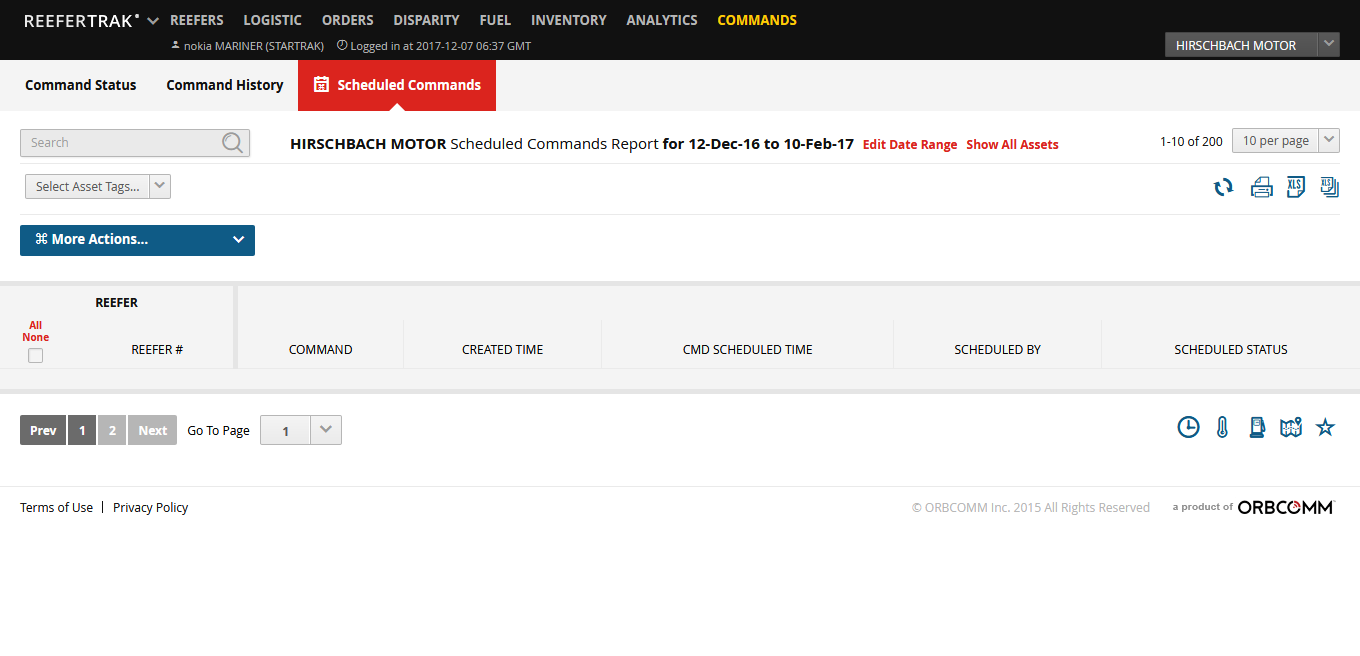 REEFERTRAK REEFERS LOGISTIC ORDERS DISPARITY FUEL INVENTORY ANALYTICS COMMANDS
nokia MARINER (STARTRAK) Logged in at 2017-12-07 06:37 GMT HIRSCHBACH MOTOR
Command Status Command History Scheduled Commands
Search HIRSCHBACH MOTOR Scheduled Commands Report for 12-Dec-16 to 10-Feb-17 Edit Date Range Show All Assets 1-10 of 200 10 per page
Select Asset Tags... XLS XLS
⌘ More Actions...
REEFER
All
None
REEFER # COMMAND CREATED TIME CMD SCHEDULED TIME SCHEDULED BY SCHEDULED STATUS
Prev 1 2 Next Go To Page 1
Terms of Use | Privacy Policy © ORBCOMM Inc. 2015 All Rights Reserved a product of ORBCOMM